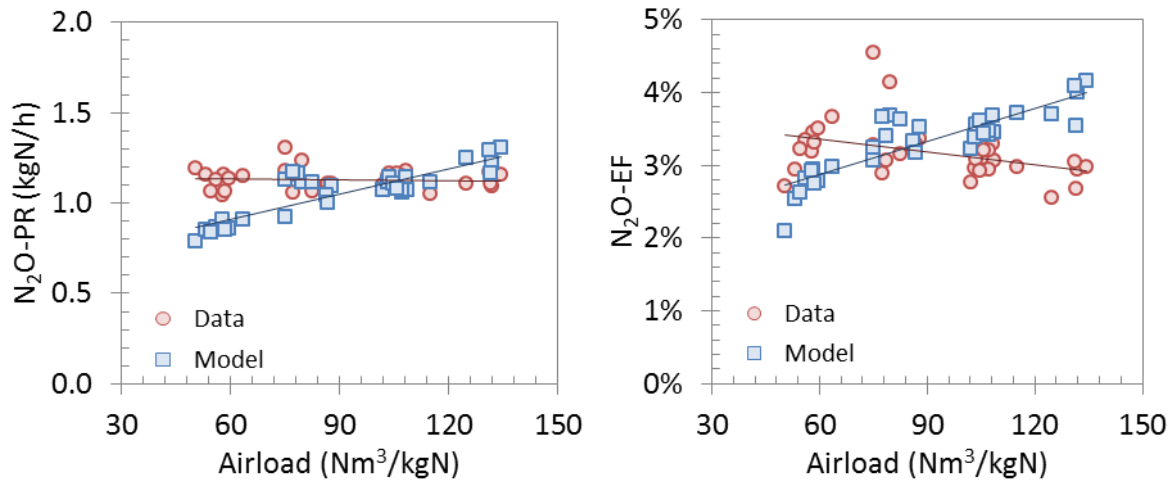 N₂O-PR (kgN/h)
2.0
1.5
1.0
0.5
0.0
Data
Model
30 60 90 120 150
Airload (Nm³/kgN)
N₂O-EF
5%
4%
3%
2%
1%
0%
Data
Model
30 60 90 120 150
Airload (Nm³/kgN)